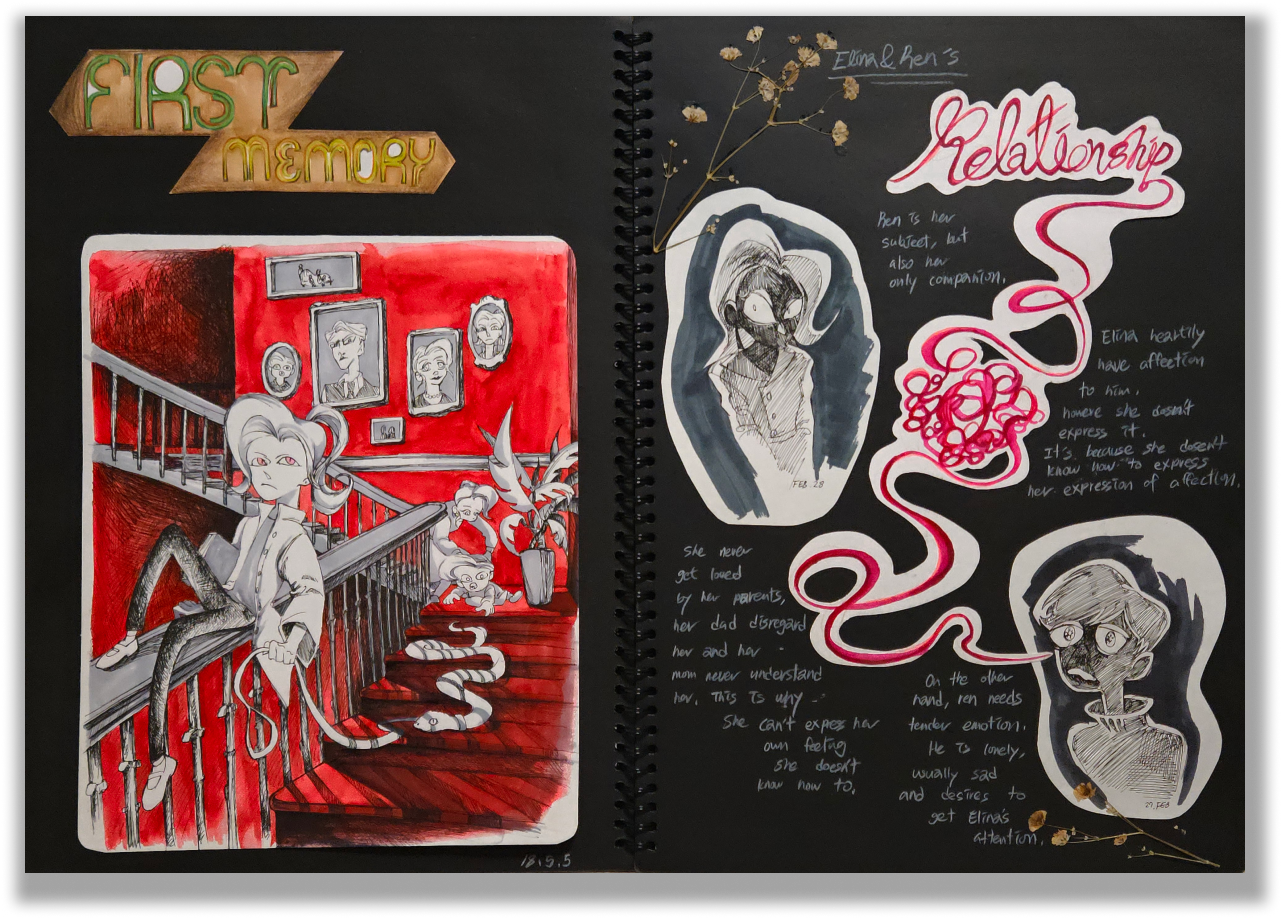 FIRST
MEMORY
18.9.5
Elina & Ren's
Relationship
Ren is her
subject, but
also her
only companion.
FEB 28
Elina heartily
have affection
to him,
howere she doesn't
express it.
It's because she doesen't
know how to express
her expression of affection.
She never
get loved
by her parents,
her dad disregard
her and her -
mom never understand
her. This is why -
She can't expess her
own feeling
she doesn't
know how to.
On the other
hand, ren needs
tender emotion.
He is lonely,
usually sad
and desires to
get Elina's
attention.
29. FEB